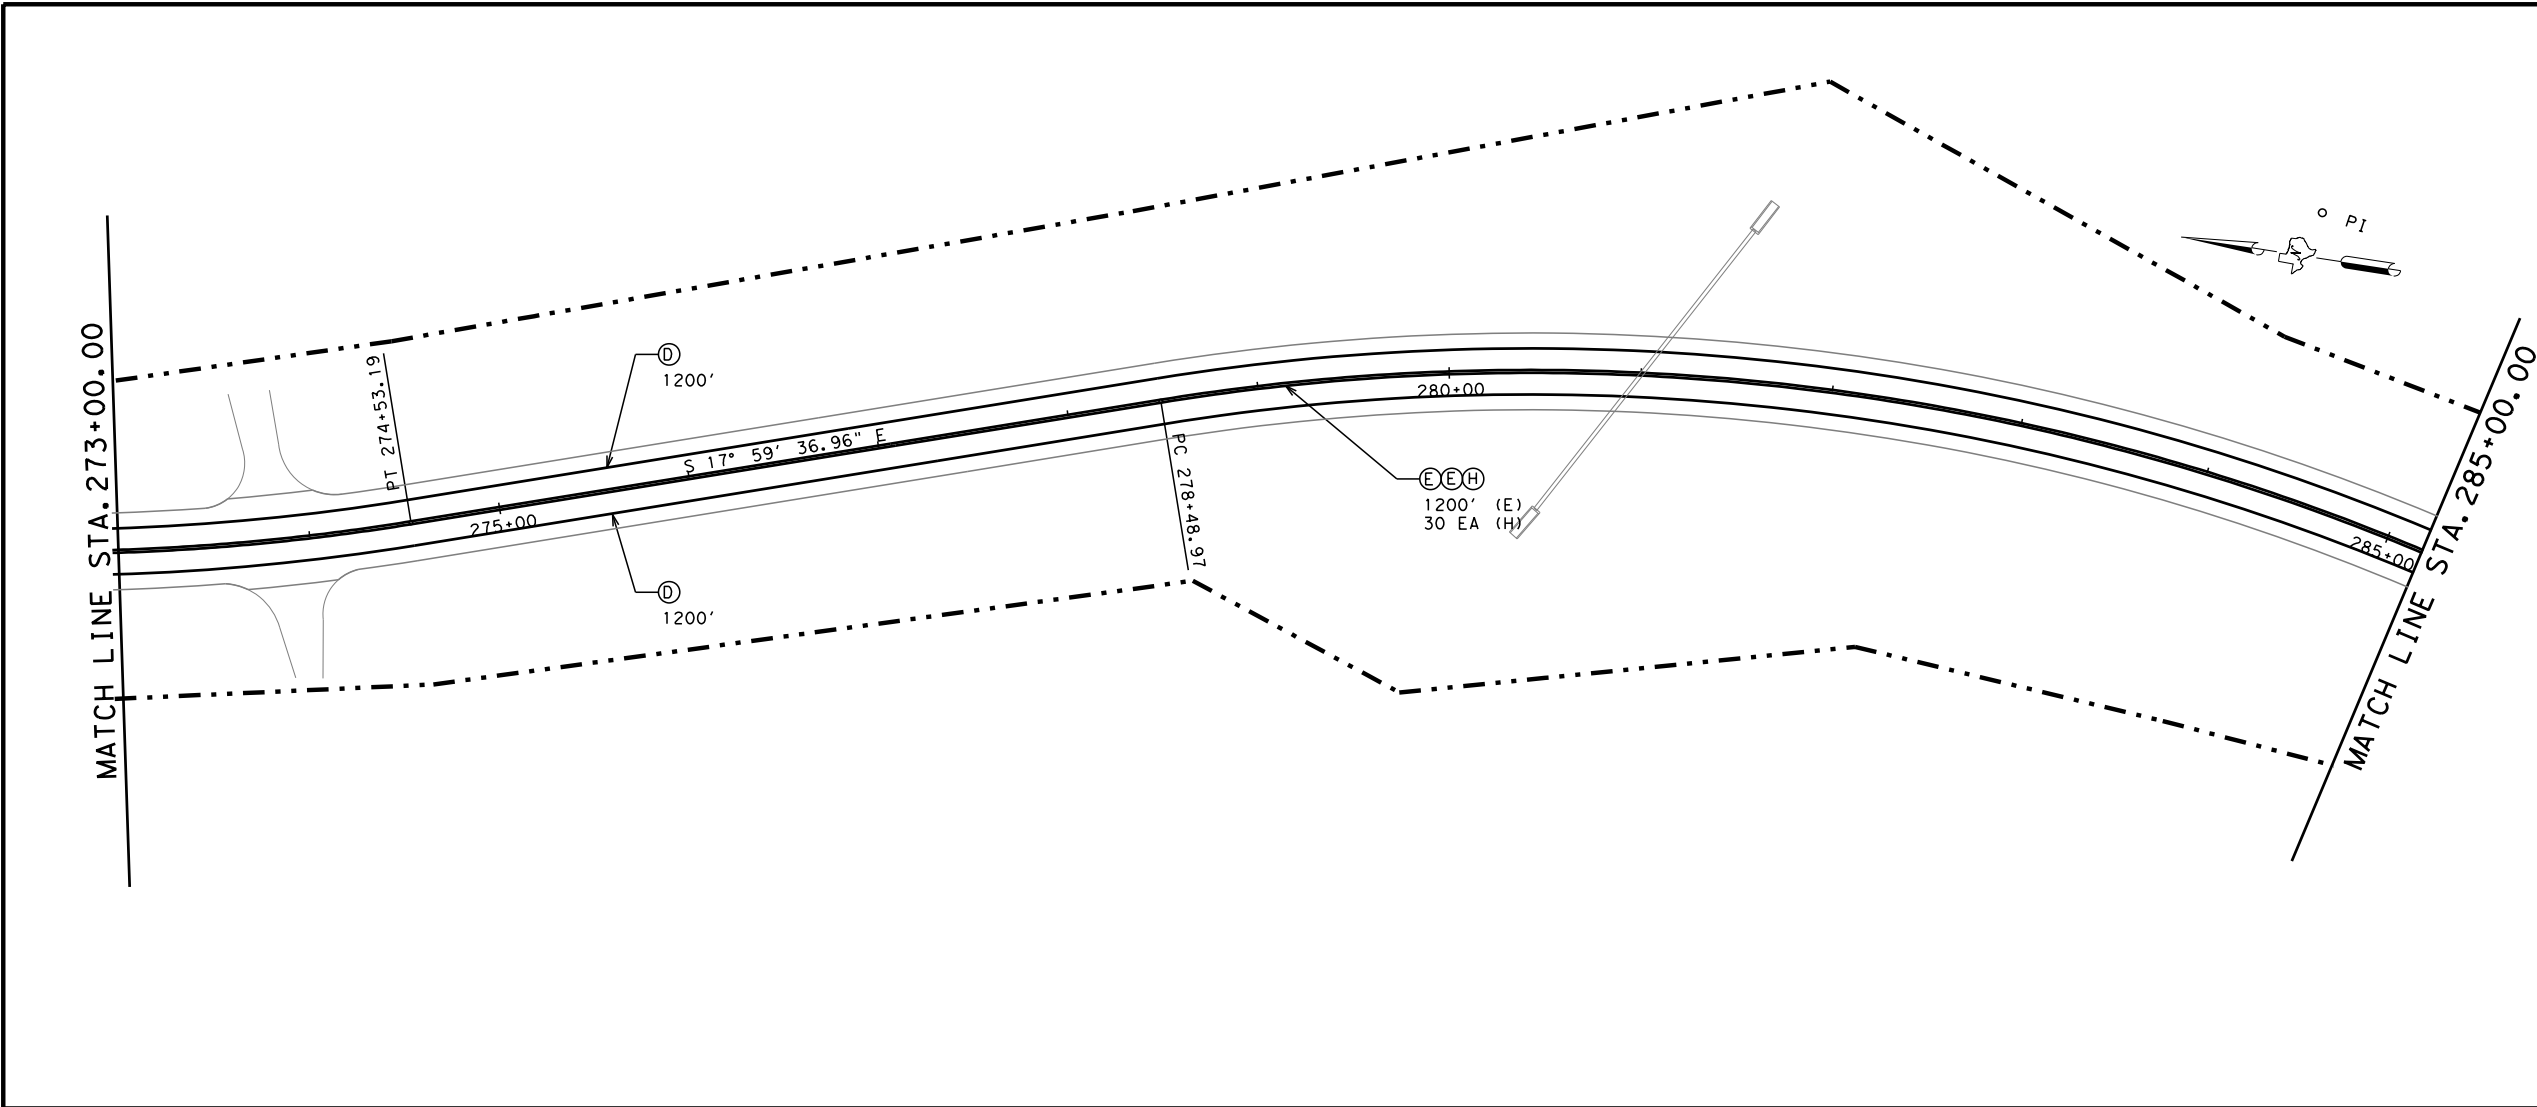 MATCH LINE STA. 273+00.00
PT 274+53.19
D
1200'
S 17° 59' 36.96" E
275+00
D
1200'
PC 278+48.97
280+00
E E H
1200' (E)
30 EA (H)
PI
N
285+00
MATCH LINE STA. 285+00.00